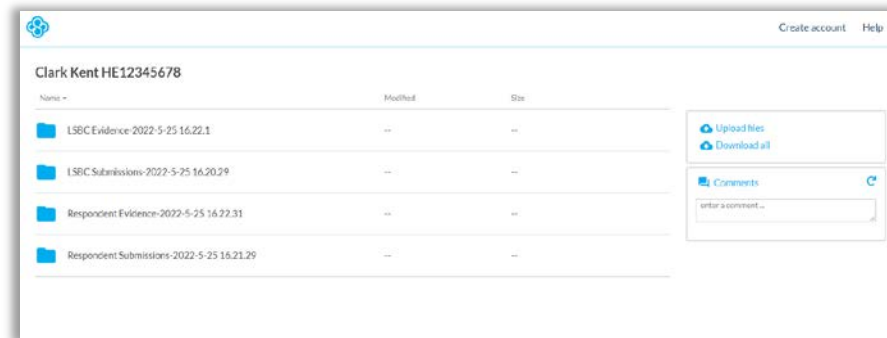 Create account Help
Clark Kent HE12345678
Name Modified Size
LSBC Evidence-2022-5-25 16.22.1 -- --
LSBC Submissions-2022-5-25 16.20.29 -- --
Respondent Evidence-2022-5-25 16.22.31 -- --
Respondent Submissions-2022-5-25 16.21.29 -- --
Upload files
Download all
Comments
enter a comment ...